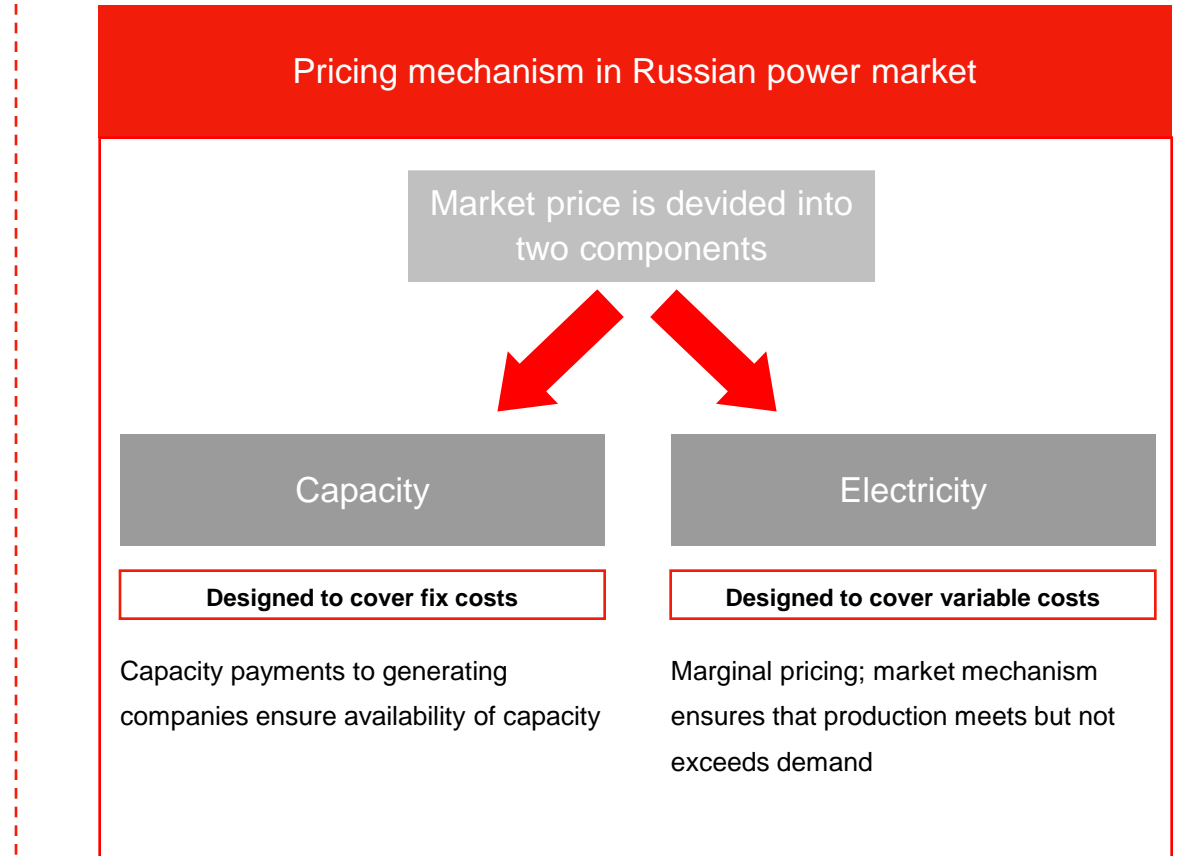 Pricing mechanism in Russian power market
Market price is devided into
two components
Capacity
Electricity
Designed to cover fix costs
Designed to cover variable costs
Capacity payments to generating
companies ensure availability of capacity
Marginal pricing; market mechanism
ensures that production meets but not
exceeds demand